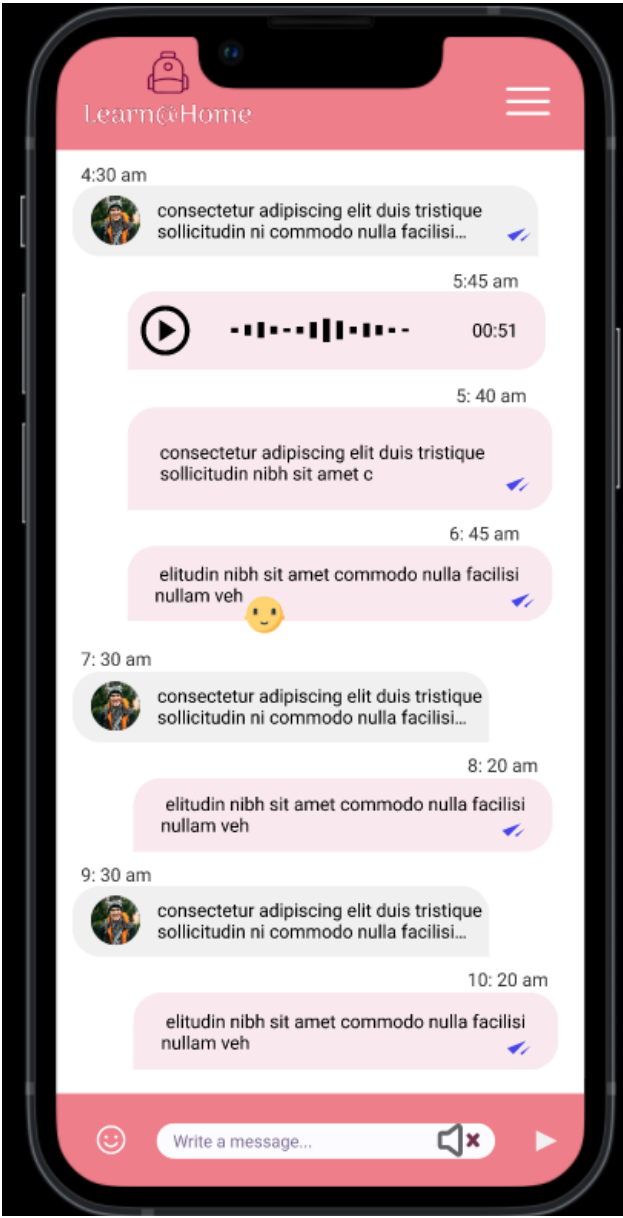 Learn@Home
4:30 am
consectetur adipiscing elit duis tristique
sollicitudin ni commodo nulla facilisi...
5:45 am
00:51
5: 40 am
consectetur adipiscing elit duis tristique
sollicitudin nibh sit amet c
6: 45 am
elitudin nibh sit amet commodo nulla facilisi
nullam veh
7: 30 am
consectetur adipiscing elit duis tristique
sollicitudin ni commodo nulla facilisi...
8: 20 am
elitudin nibh sit amet commodo nulla facilisi
nullam veh
9: 30 am
consectetur adipiscing elit duis tristique
sollicitudin ni commodo nulla facilisi...
10: 20 am
elitudin nibh sit amet commodo nulla facilisi
nullam veh
Write a message...